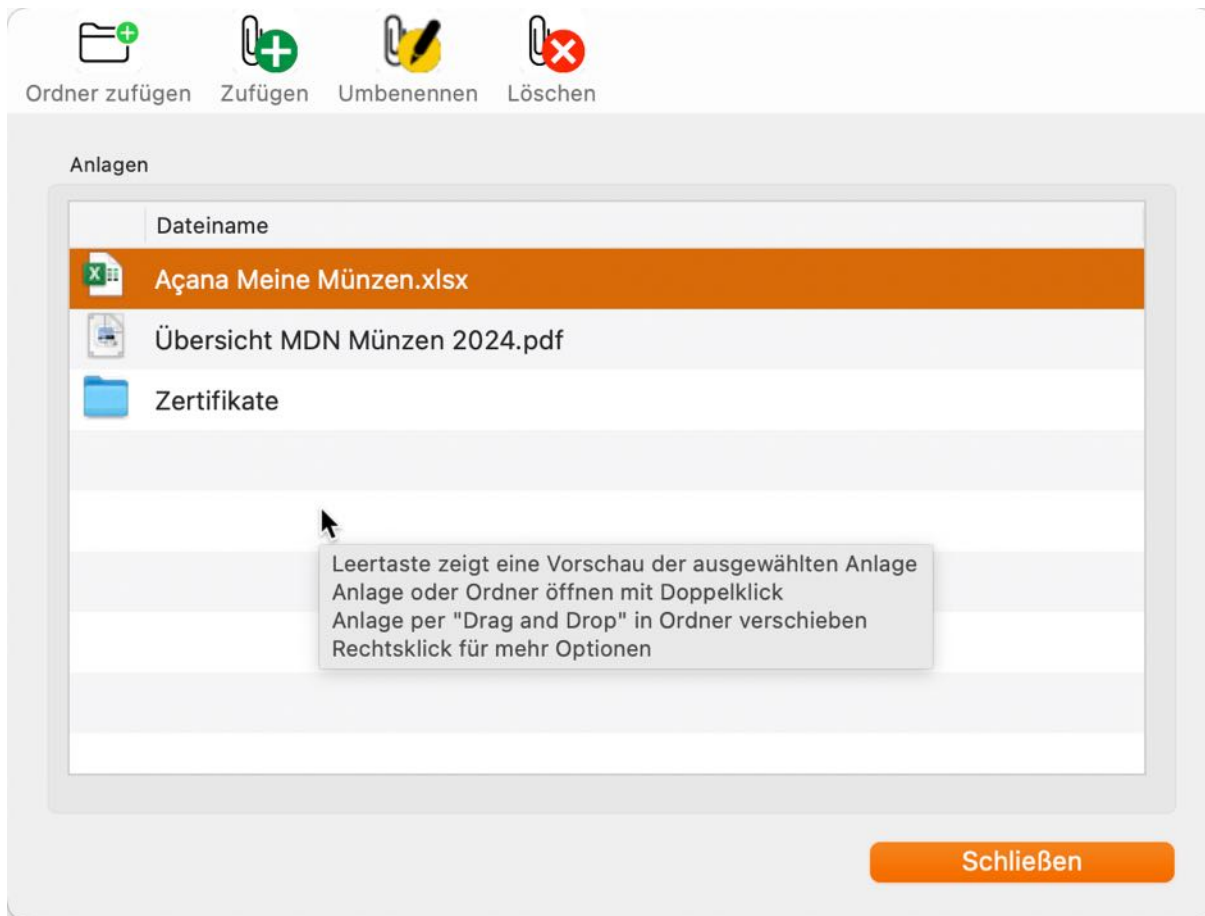 Ordner zufügen Zufügen Umbenennen Löschen
Anlagen
Dateiname
Açana Meine Münzen.xlsx
Übersicht MDN Münzen 2024.pdf
Zertifikate
Leertaste zeigt eine Vorschau der ausgewählten Anlage
Anlage oder Ordner öffnen mit Doppelklick
Anlage per "Drag and Drop" in Ordner verschieben
Rechtsklick für mehr Optionen
Schließen